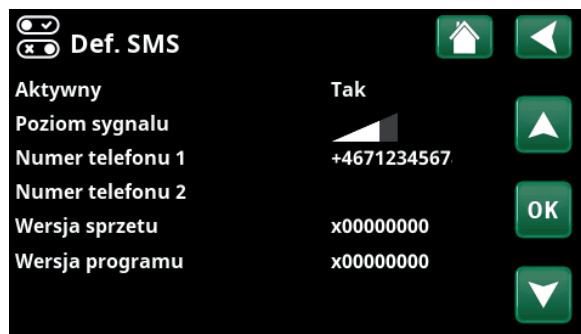 Def. SMS
Aktywny Tak
Poziom sygnalu
Numer telefonu 1 +4671234567
Numer telefonu 2
OK
Wersja sprzetu x00000000
Wersja programu x00000000